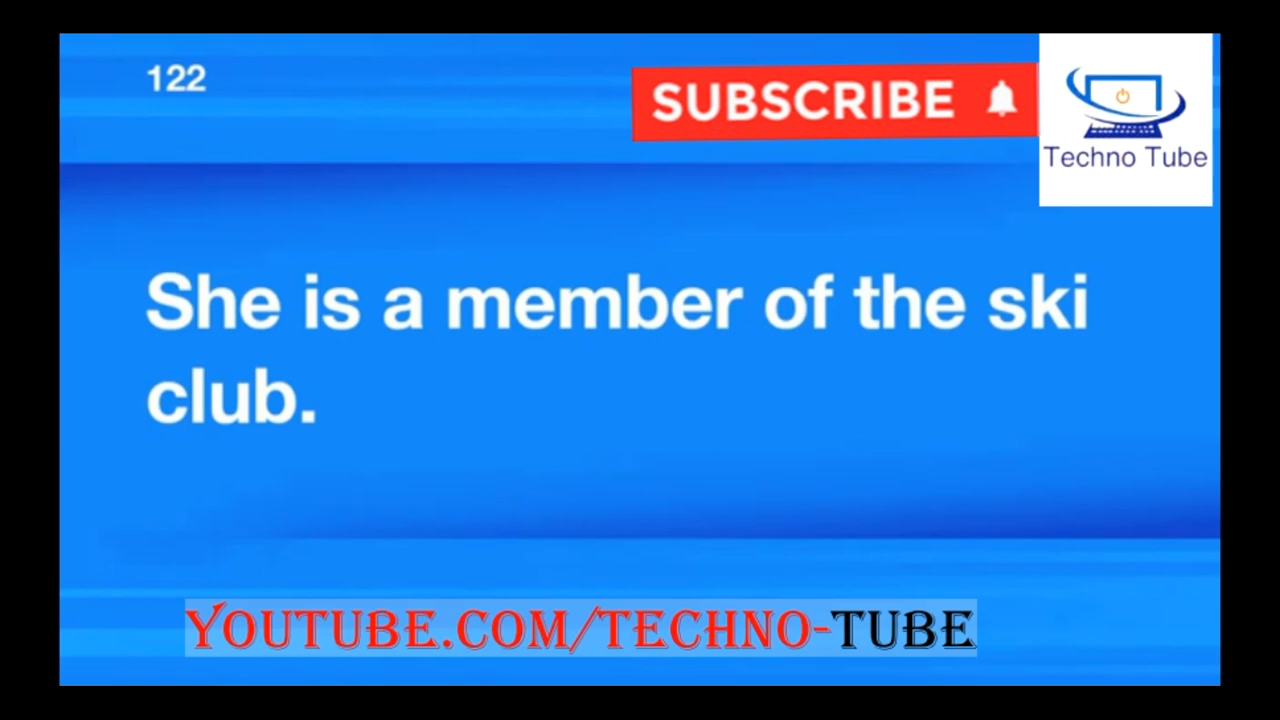 122
SUBSCRIBE
Techno Tube
She is a member of the ski
club.
YOUTUBE.COM/TECHNO-TUBE